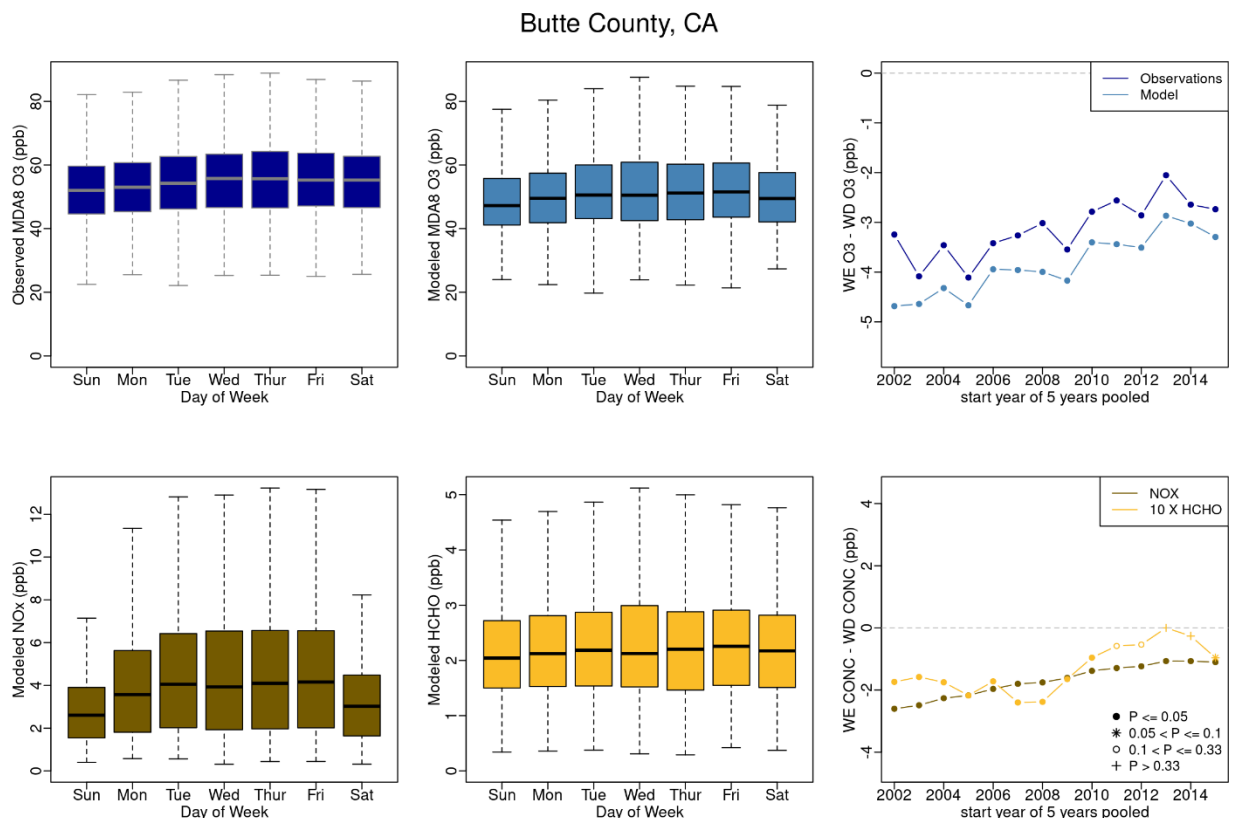 Butte County, CA
Observed MDA8 O3 (ppb)
0 20 40 60 80
Sun Mon Tue Wed Thur Fri Sat
Day of Week
Modeled MDA8 O3 (ppb)
0 20 40 60 80
Sun Mon Tue Wed Thur Fri Sat
Day of Week
WE O3 - WD O3 (ppb)
-5 -4 -3 -2 -1 0
Observations
Model
2002 2004 2006 2008 2010 2012 2014
start year of 5 years pooled
Modeled NOx (ppb)
0 2 4 6 8 10 12
Sun Mon Tue Wed Thur Fri Sat
Day of Week
Modeled HCHO (ppb)
0 1 2 3 4 5
Sun Mon Tue Wed Thur Fri Sat
Day of Week
WE CONC - WD CONC (ppb)
-4 -2 0 2 4
NOX
10 X HCHO
P <= 0.05
0.05 < P <= 0.1
0.1 < P <= 0.33
P > 0.33
2002 2004 2006 2008 2010 2012 2014
start year of 5 years pooled